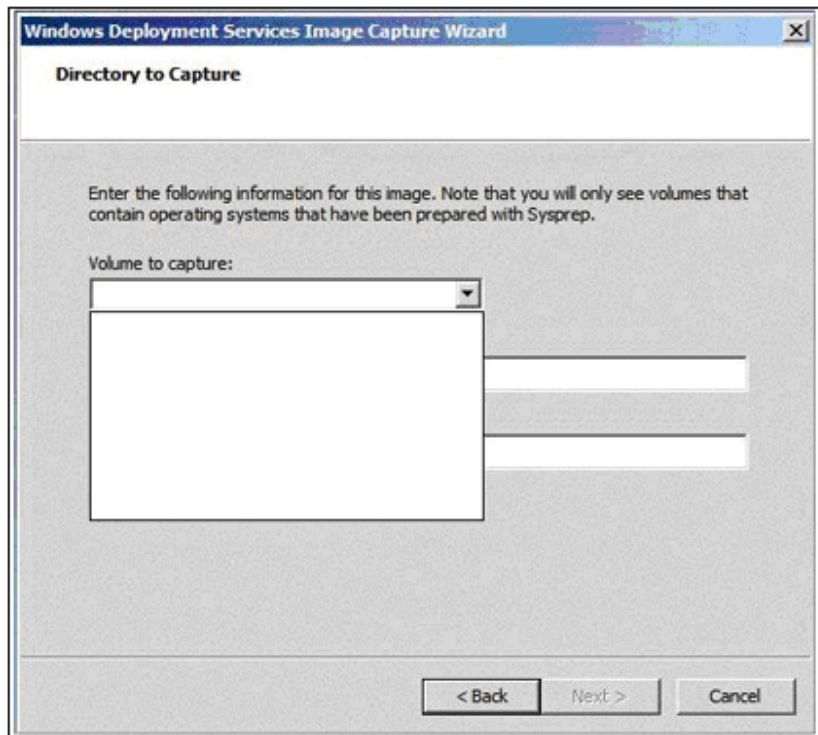 Windows Deployment Services Image Capture Wizard
Directory to Capture
Enter the following information for this image. Note that you will only see volumes that
contain operating systems that have been prepared with Sysprep.
Volume to capture:
< Back Next > Cancel